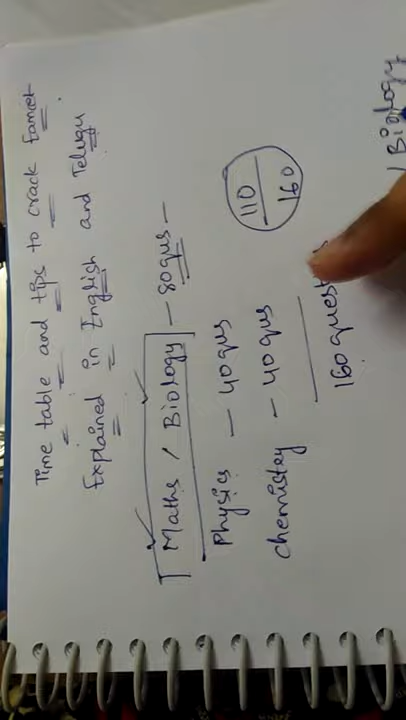 Time table and tips to crack Eamcet
Explained in English and Telugu.
Maths / Biology — 80 qus —
Physics — 40 qus
chemistry — 40 qus
110
160
160
/ Biology